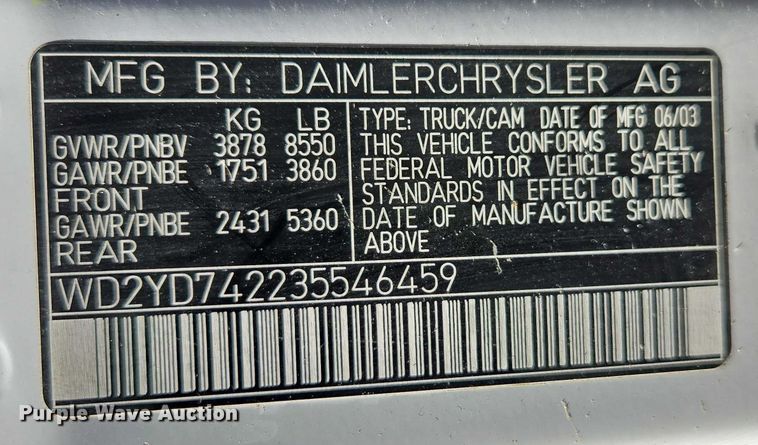 MFG BY: DAIMLERCHRYSLER AG
KG LB
GVWR/PNBV 3878 8550
GAWR/PNBE 1751 3860
FRONT
GAWR/PNBE 2431 5360
REAR
TYPE: TRUCK/CAM DATE OF MFG 06/03
THIS VEHICLE CONFORMS TO ALL
FEDERAL MOTOR VEHICLE SAFETY
STANDARDS IN EFFECT ON THE
DATE OF MANUFACTURE SHOWN
ABOVE
WD2YD742235546459
Purple Wave Auction